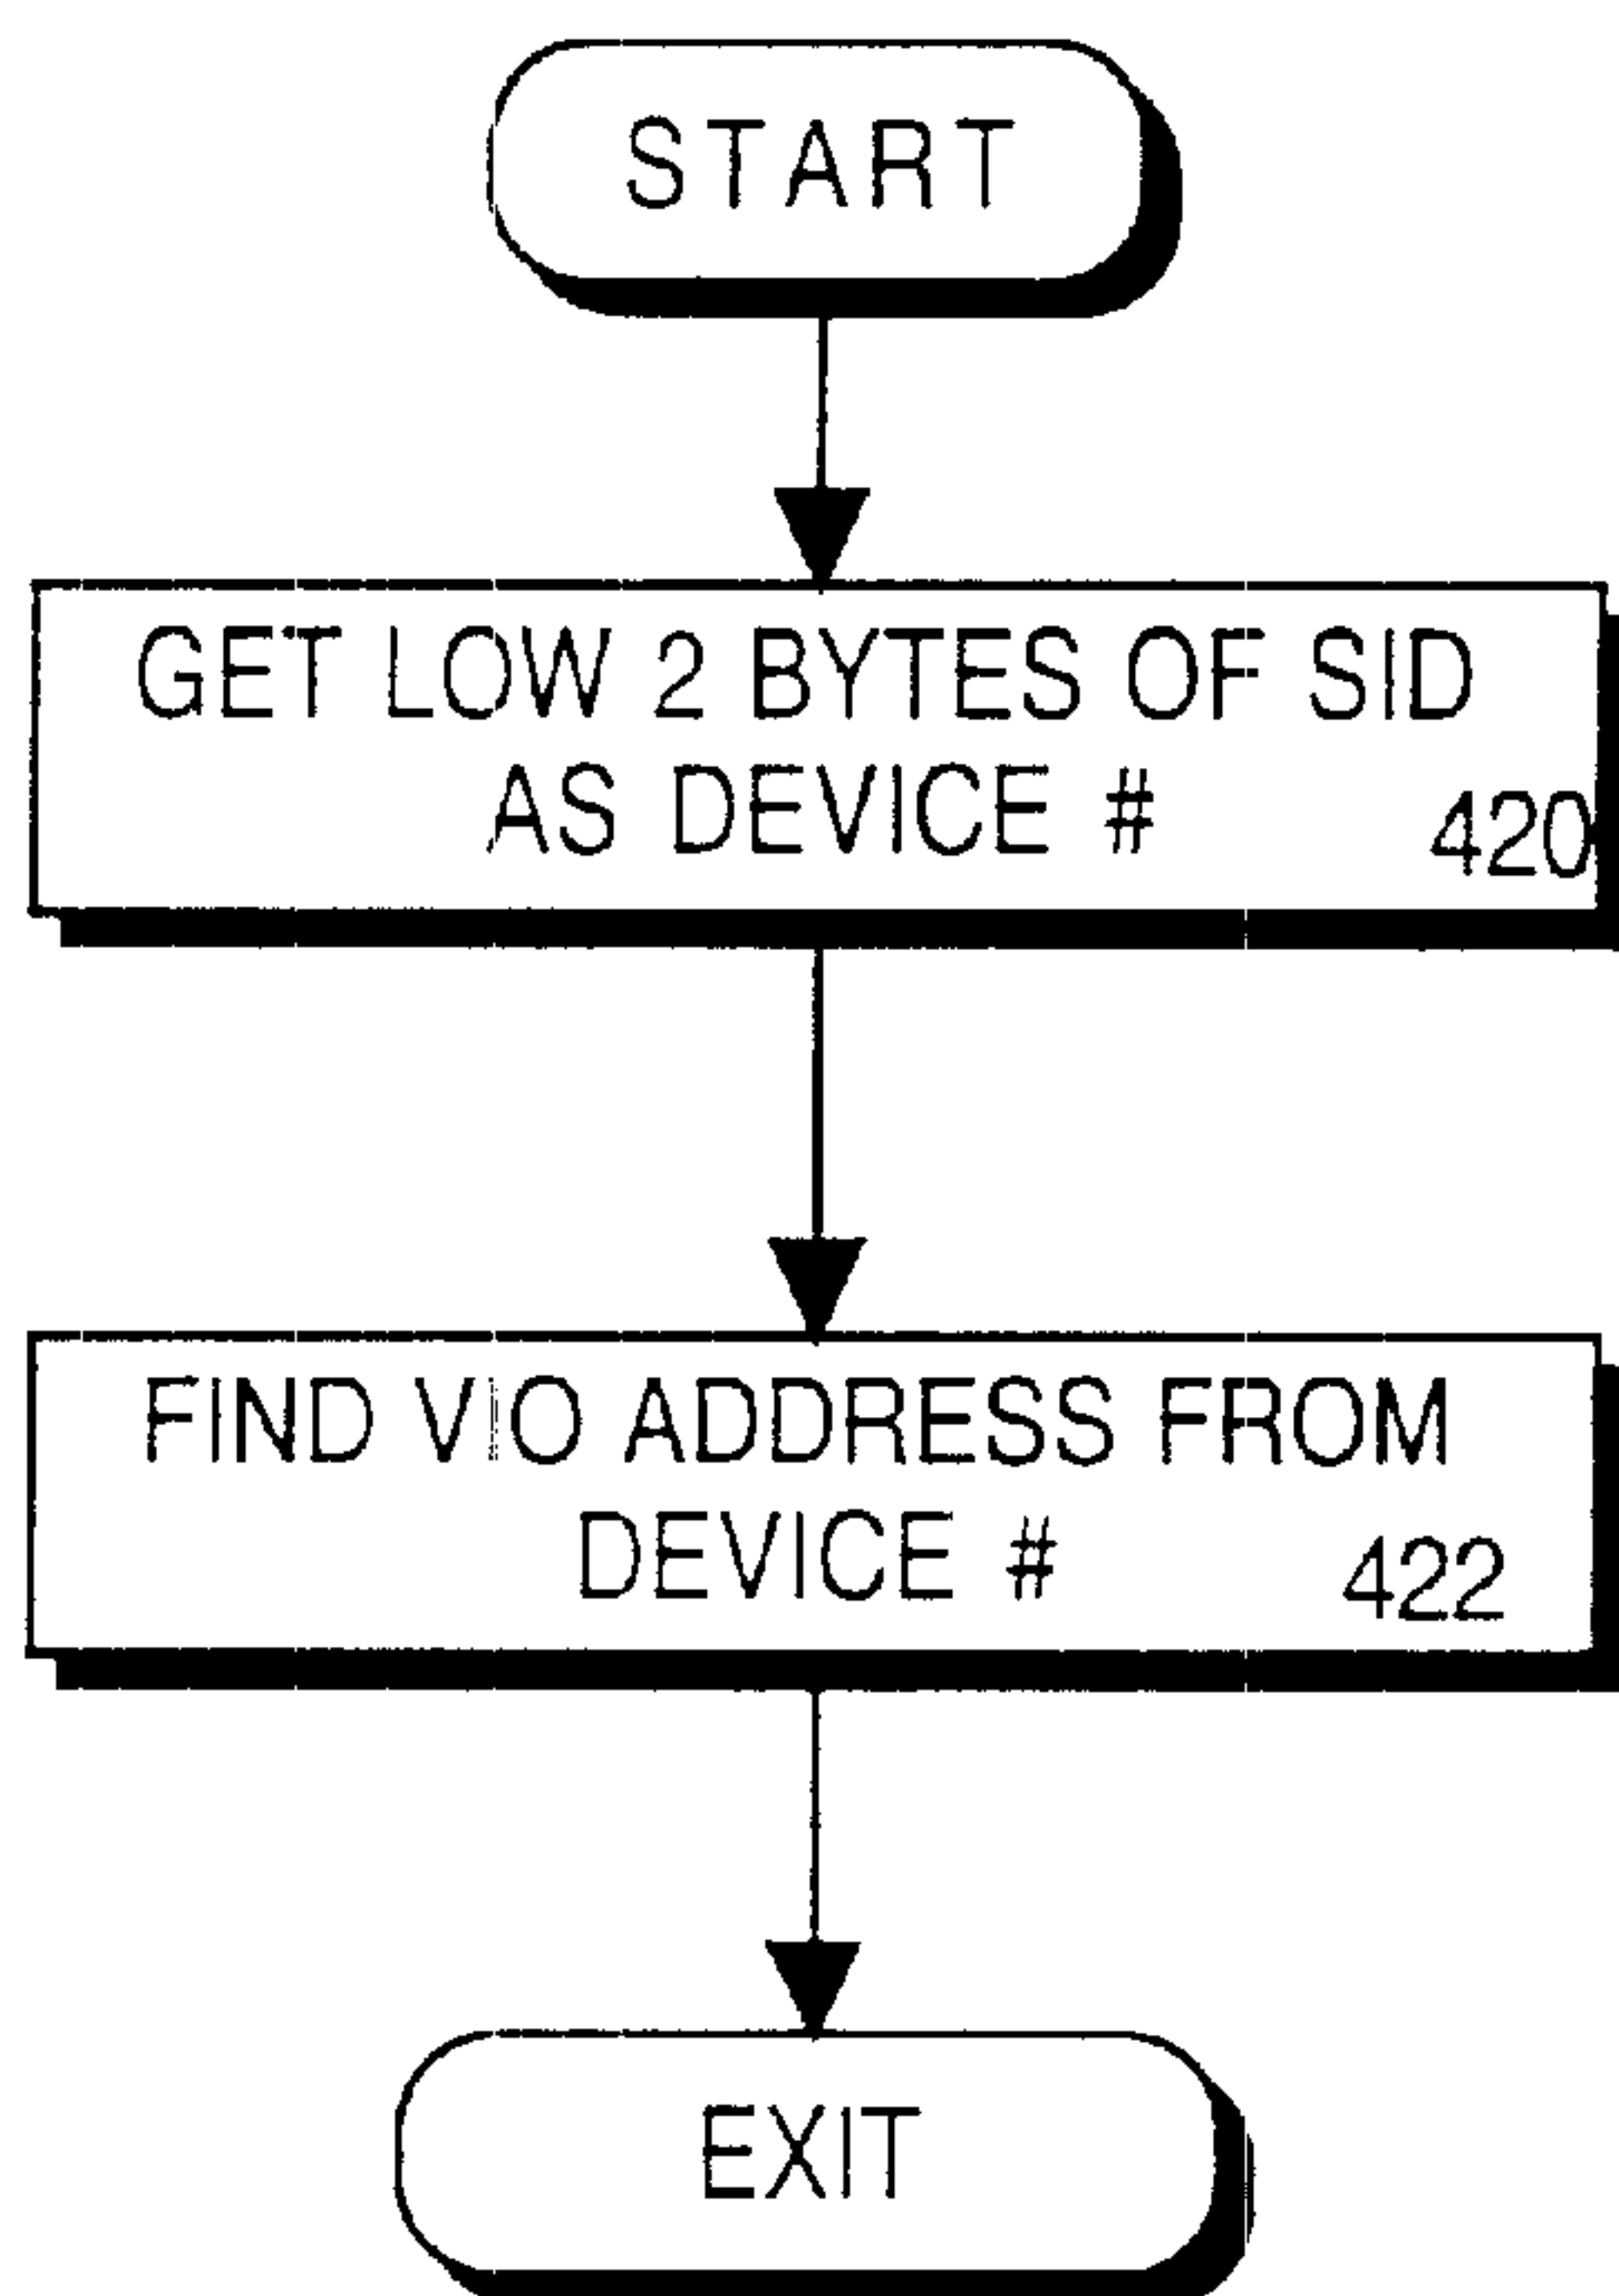 START
GET LOW 2 BYTES OF SID
AS DEVICE #
420
FIND VIO ADDRESS FROM
DEVICE #
422
EXIT